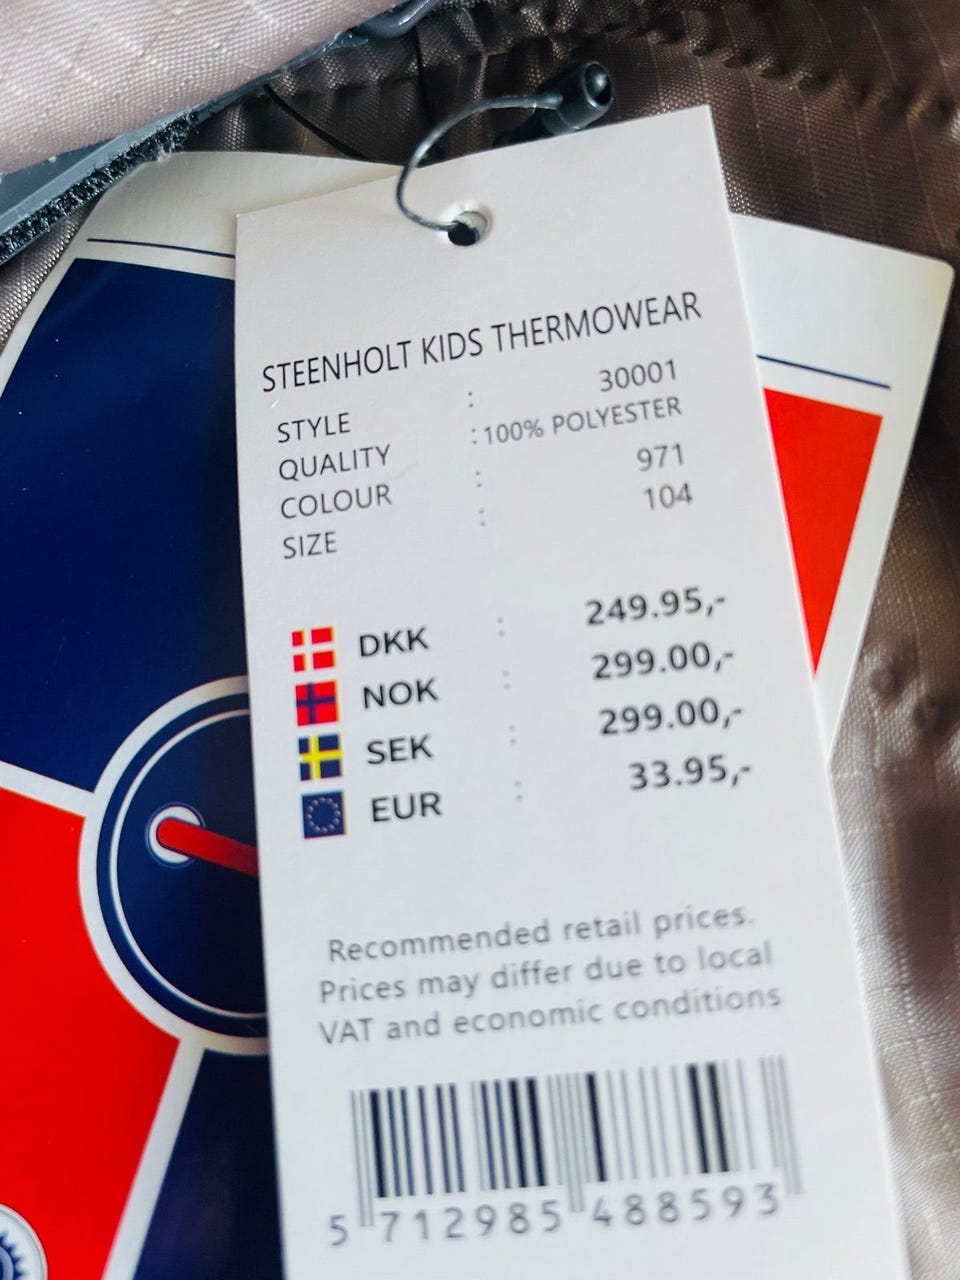 STEENHOLT KIDS THERMOWEAR
STYLE : 30001
QUALITY : 100% POLYESTER
COLOUR : 971
SIZE : 104
DKK : 249.95,-
NOK : 299.00,-
SEK : 299.00,-
EUR : 33.95,-
Recommended retail prices.
Prices may differ due to local
VAT and economic conditions
5 712985 488593